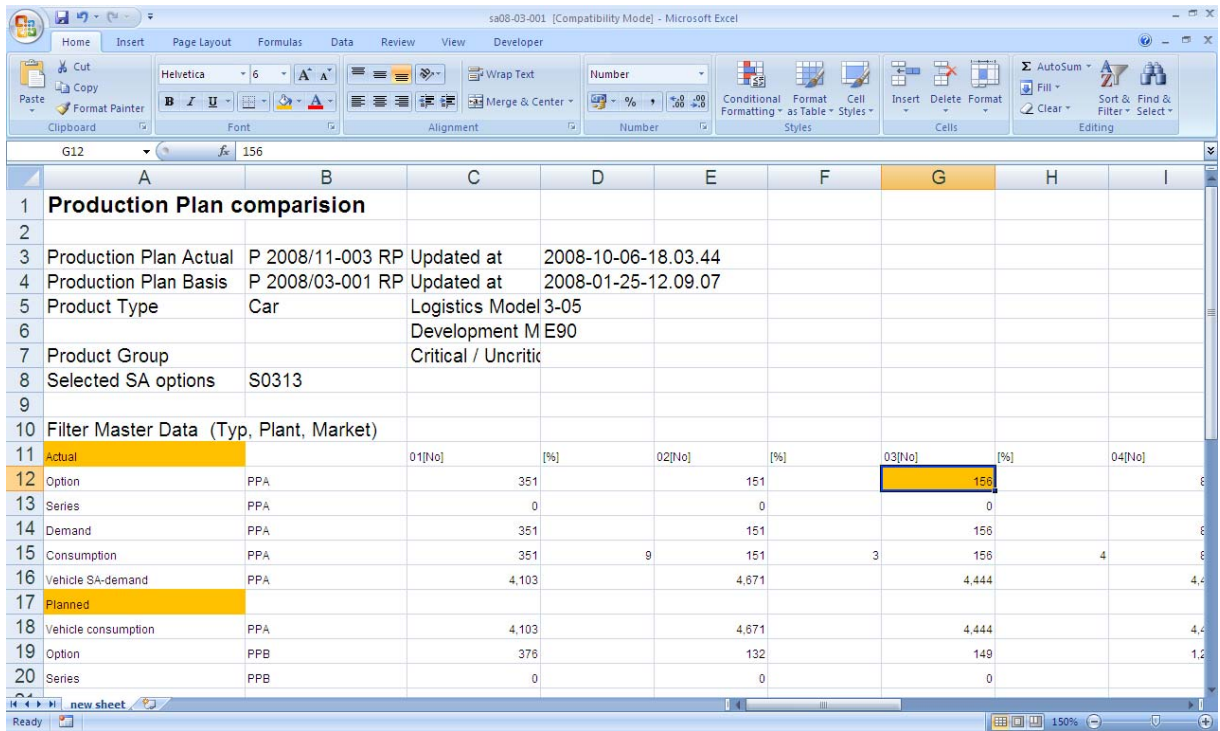 sa08-03-001 [Compatibility Mode] - Microsoft Excel
Home Insert Page Layout Formulas Data Review View Developer
Cut
Copy
Format Painter
Paste
Clipboard
Helvetica 6
B I U
Font
Wrap Text
Merge & Center
Alignment
Number
Number
Conditional Formatting
Format as Table
Cell Styles
Styles
Insert Delete Format
Cells
Σ AutoSum
Fill
Clear
Sort & Filter
Find & Select
Editing
G12 fx 156
A B C D E F G H I
1 Production Plan comparision
2
3 Production Plan Actual P 2008/11-003 RP Updated at 2008-10-06-18.03.44
4 Production Plan Basis P 2008/03-001 RP Updated at 2008-01-25-12.09.07
5 Product Type Car Logistics Model 3-05
6 Development M E90
7 Product Group Critical / Uncritic
8 Selected SA options S0313
9
10 Filter Master Data (Typ, Plant, Market)
11 Actual 01[No] [%] 02[No] [%] 03[No] [%] 04[No]
12 Option PPA 351 151 156
13 Series PPA 0 0 0
14 Demand PPA 351 151 156
15 Consumption PPA 351 9 151 3 156 4
16 Vehicle SA-demand PPA 4,103 4,671 4,444
17 Planned
18 Vehicle consumption PPA 4,103 4,671 4,444
19 Option PPB 376 132 149 1,2
20 Series PPB 0 0 0
new sheet
Ready 150%